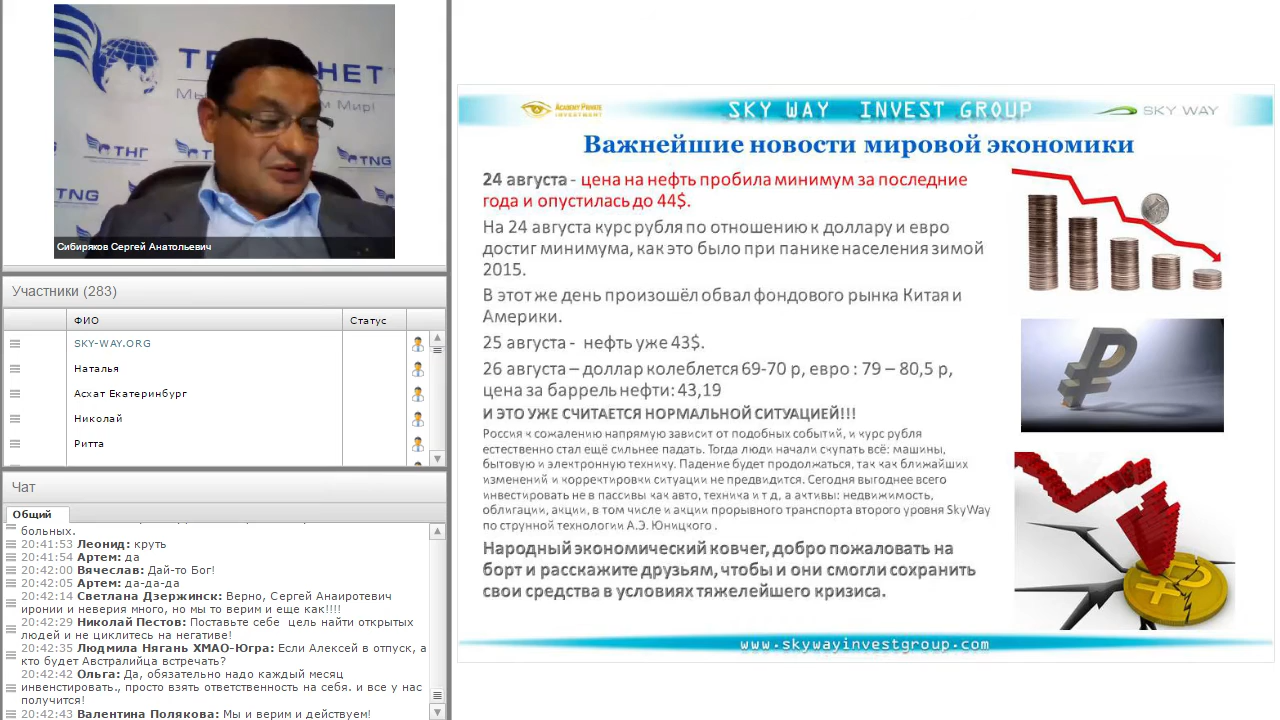 Мы
Мир!
ТНГ
TNG
TNG
Сибиряков Сергей Анатольевич
Участники (283)
ФИО
Статус
SKY-WAY.ORG
Наталья
Асхат Екатеринбург
Николай
Ритта
Чат
Общий
больных.
20:41:53 Леонид: круть
20:41:54 Артем: да
20:42:00 Вячеслав: Дай-то Бог!
20:42:05 Артем: да-да-да
20:42:14 Светлана Дзержинск: Верно, Сергей Анаиротевич
иронии и неверия много, но мы то верим и еще как!!!!
20:42:29 Николай Пестов: Поставьте себе цель найти открытых
людей и не циклитесь на негативе!
20:42:35 Людмила Нягань ХМАО-Югра: Если Алексей в отпуск, а
кто будет Австралийца встречать?
20:42:42 Ольга: Да, обязательно надо каждый месяц
инвенстировать., просто взять ответственность на себя. и все у нас
получится!
20:42:43 Валентина Полякова: Мы и верим и действуем!
ACADEMY PRIVATE
INVESTMENT
SKY WAY INVEST GROUP
SKY WAY
Важнейшие новости мировой экономики
24 августа - цена на нефть пробила минимум за последние
года и опустилась до 44$.
На 24 августа курс рубля по отношению к доллару и евро
достиг минимума, как это было при панике населения зимой
2015.
В этот же день произошёл обвал фондового рынка Китая и
Америки.
25 августа - нефть уже 43$.
26 августа – доллар колеблется 69-70 р, евро : 79 – 80,5 р,
цена за баррель нефти: 43,19
И ЭТО УЖЕ СЧИТАЕТСЯ НОРМАЛЬНОЙ СИТУАЦИЕЙ!!!
Россия к сожалению напрямую зависит от подобных событий, и курс рубля
естественно стал ещё сильнее падать. Тогда люди начали скупать всё: машины,
бытовую и электронную технику. Падение будет продолжаться, так как ближайших
изменений и корректировки ситуации не предвидится. Сегодня выгоднее всего
инвестировать не в пассивы как авто, техника и т д, а активы: недвижимость,
облигации, акции, в том числе и акции прорывного транспорта второго уровня SkyWay
по струнной технологии А.Э. Юницкого .
Народный экономический ковчег, добро пожаловать на
борт и расскажите друзьям, чтобы и они смогли сохранить
свои средства в условиях тяжелейшего кризиса.
www.skywayinvestgroup.com